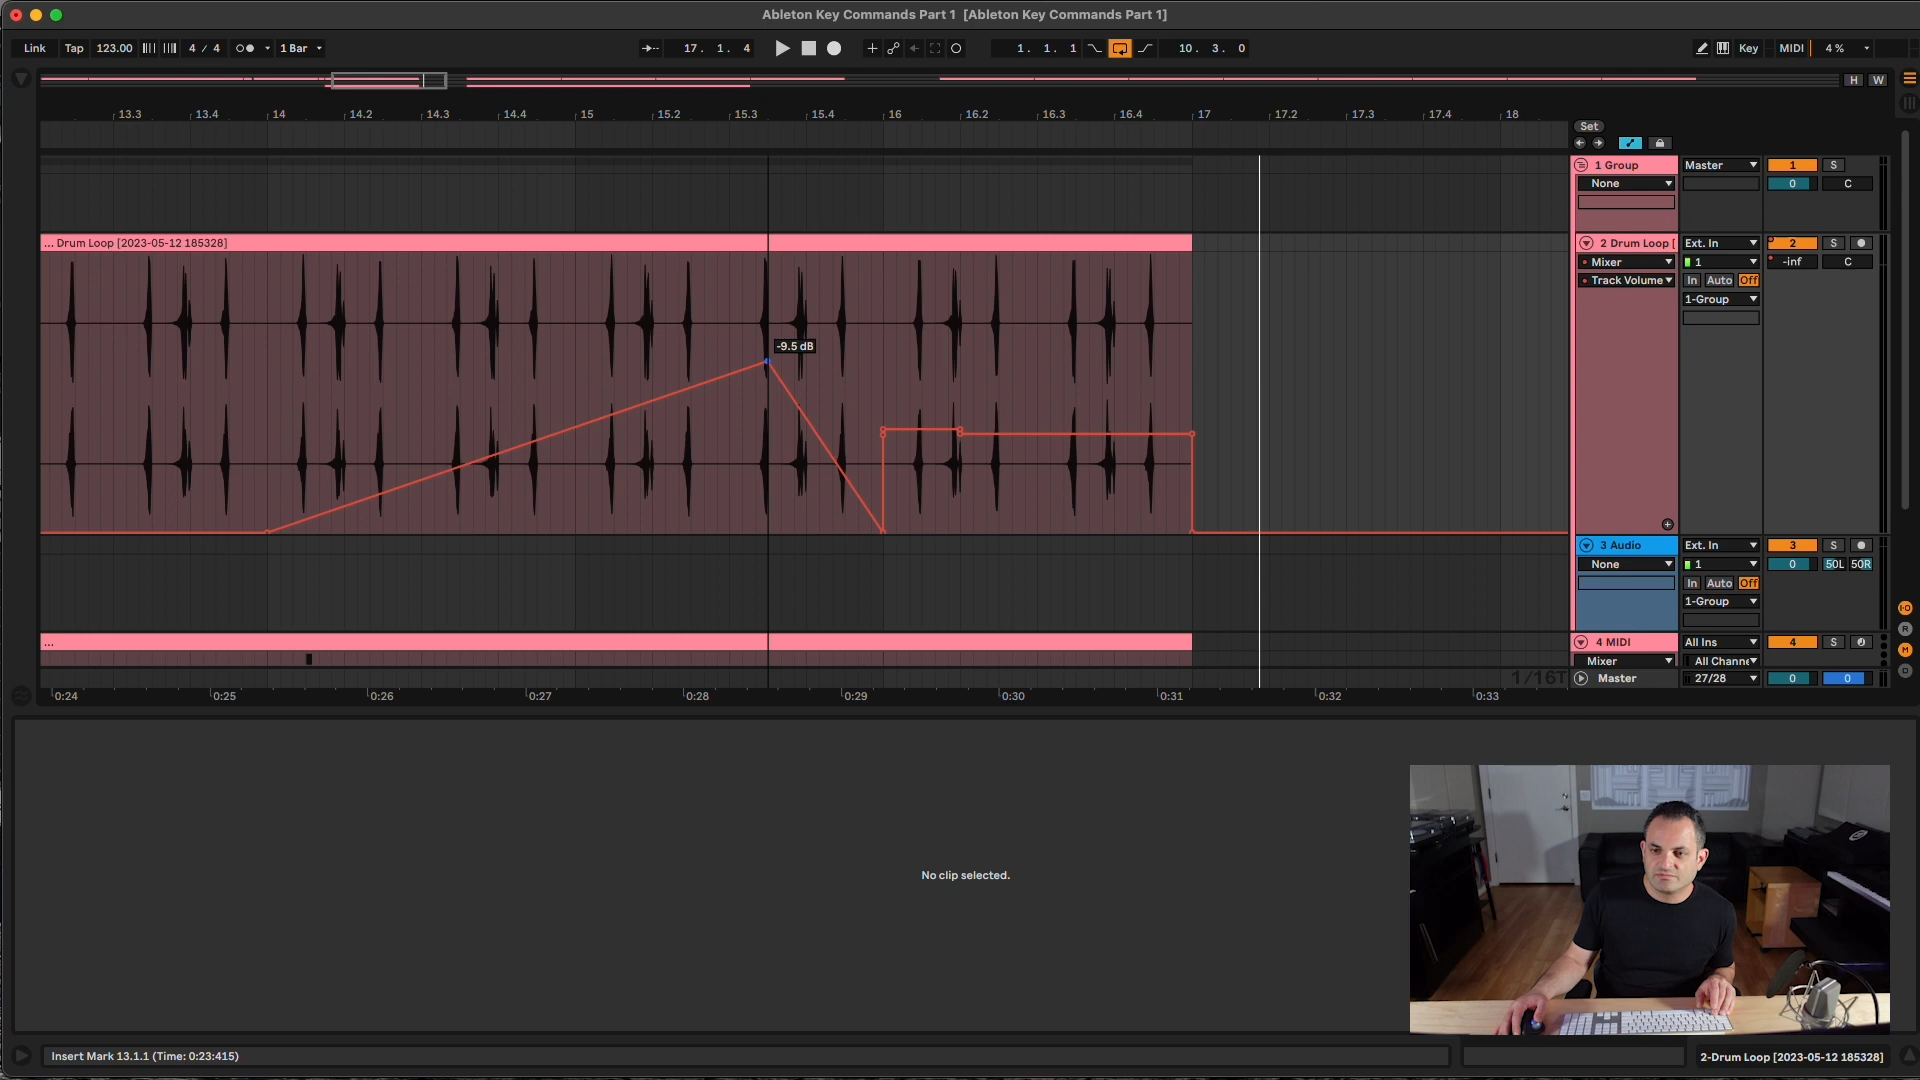 Ableton Key Commands Part 1 [Ableton Key Commands Part 1]
Link Tap 123.00 4 / 4 1 Bar 17. 1. 4 1. 1. 1 10. 3. 0 Key MIDI 4 %
H W
13.3 13.4 14 14.2 14.3 14.4 15 15.2 15.3 15.4 16 16.2 16.3 16.4 17 17.2 17.3 17.4 18
Set
1 Group Master 1 S
None 0 C
... Drum Loop [2023-05-12 185328]
2 Drum Loop [ Ext. In 2 S
Mixer 1 -inf C
Track Volume In Auto Off
1-Group
-9.5 dB
3 Audio Ext. In 3 S
None 1 0 50L 50R
In Auto Off
1-Group
...
4 MIDI All Ins 4 S
Mixer All Channe
1/16T
Master 27/28 0 0
I·O
R
M
D
0:24 0:25 0:26 0:27 0:28 0:29 0:30 0:31 0:32 0:33
No clip selected.
Insert Mark 13.1.1 (Time: 0:23:415)
2-Drum Loop [2023-05-12 185328]